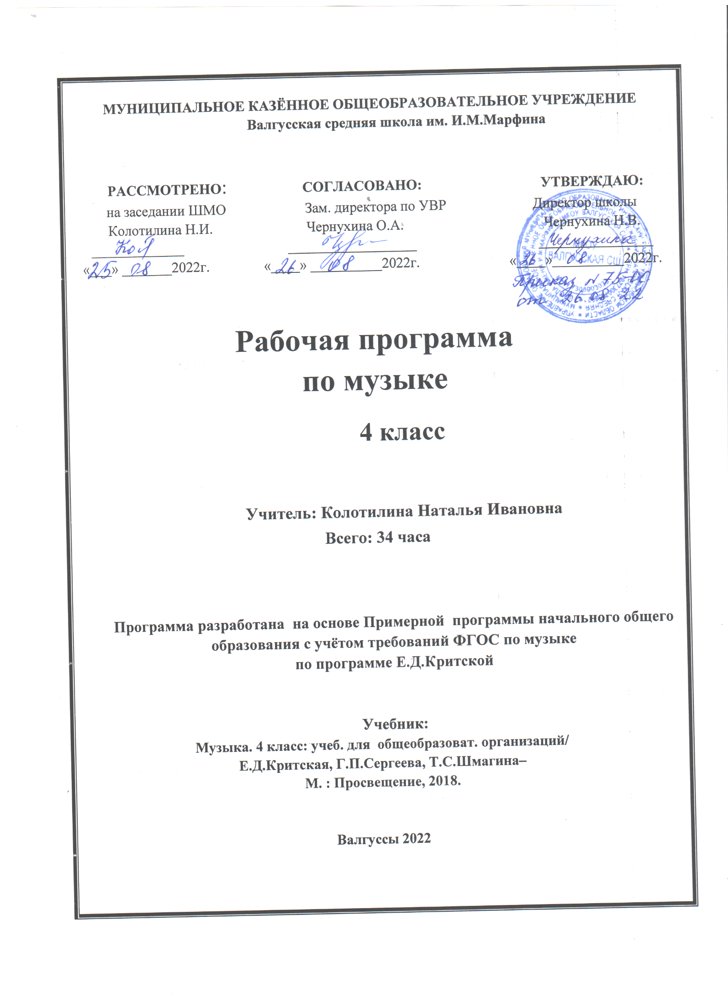 МУНИЦИПАЛЬНОЕ КАЗЁННОЕ ОБЩЕОБРАЗОВАТЕЛЬНОЕ УЧРЕЖДЕНИЕ
Валгусская средняя школа им. И.М.Марфина
РАССМОТРЕНО:
на заседании ШМО
Колотилина Н.И.
Кол
«25» 08 2022г.
СОГЛАСОВАНО:
Зам. директора по УВР
Чернухина О.А.
«26» 08 2022г.
УТВЕРЖДАЮ:
Директор школы
Чернухина Н.В.
Чернухина
«26» 08 2022г.
Приказ № 75-ОС
от 26.08.22
МКОУ
ВАЛГУССКАЯ СШ
Рабочая программа
по музыке
4 класс
Учитель: Колотилина Наталья Ивановна
Всего: 34 часа
Программа разработана на основе Примерной программы начального общего
образования с учётом требований ФГОС по музыке
по программе Е.Д.Критской
Учебник:
Музыка. 4 класс: учеб. для общеобразоват. организаций/
Е.Д.Критская, Г.П.Сергеева, Т.С.Шмагина–
М. : Просвещение, 2018.
Валгуссы 2022